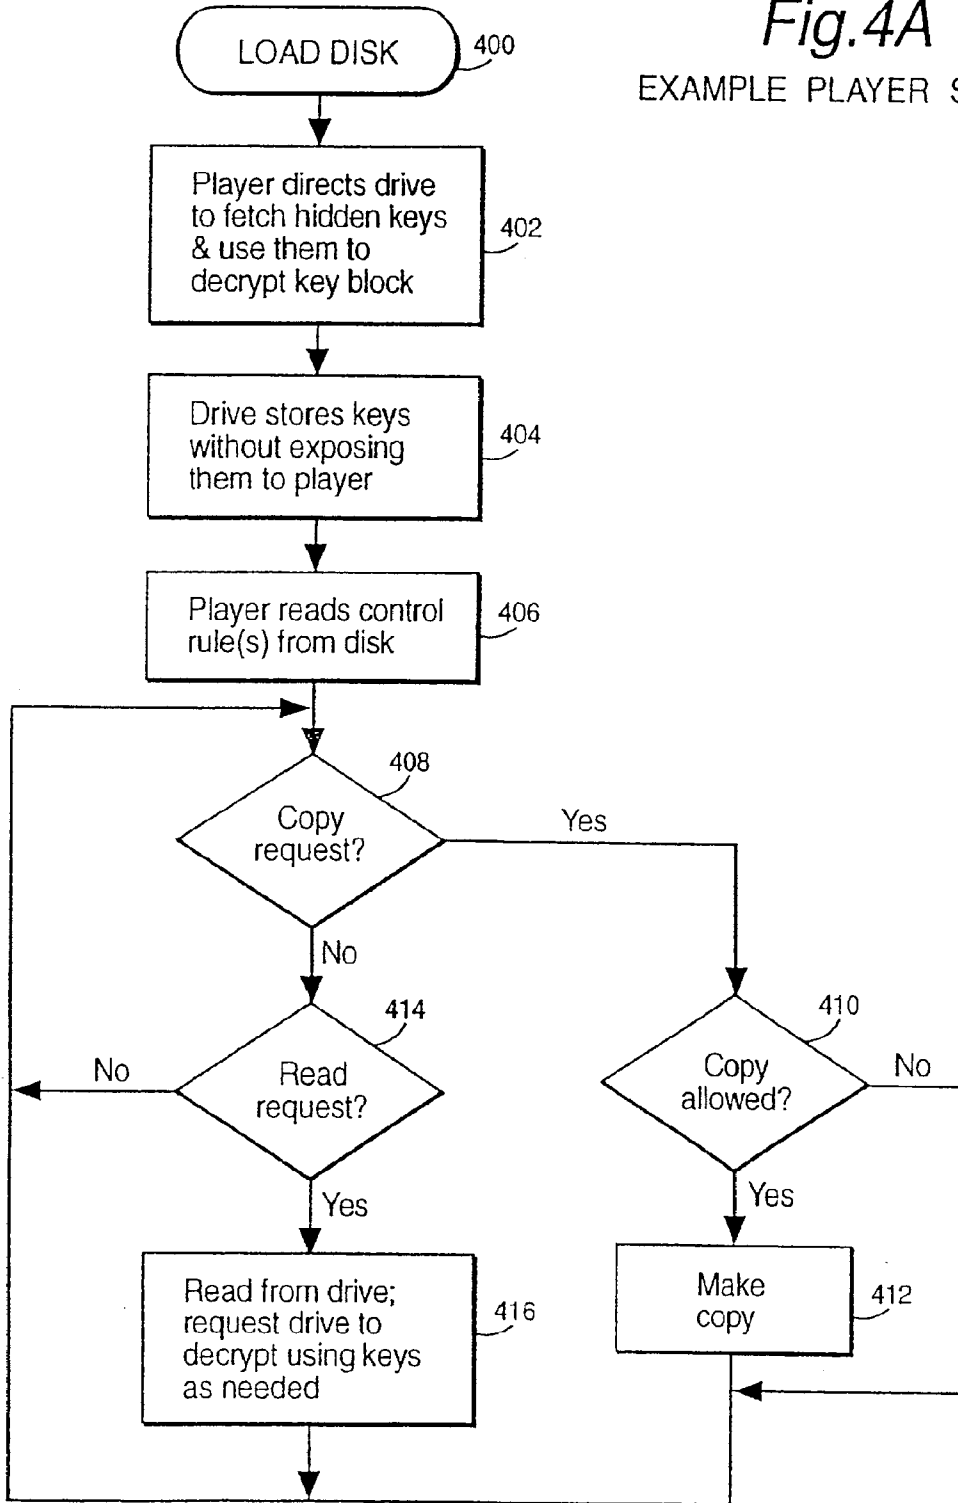 Fig.4A
EXAMPLE PLAYER
LOAD DISK
400
Player directs drive
to fetch hidden keys
& use them to
decrypt key block
402
Drive stores keys
without exposing
them to player
404
Player reads control
rule(s) from disk
406
408
Copy
request?
Yes
No
414
Read
request?
No
410
Copy
allowed?
No
Yes
Yes
Read from drive;
request drive to
decrypt using keys
as needed
416
Make
copy
412